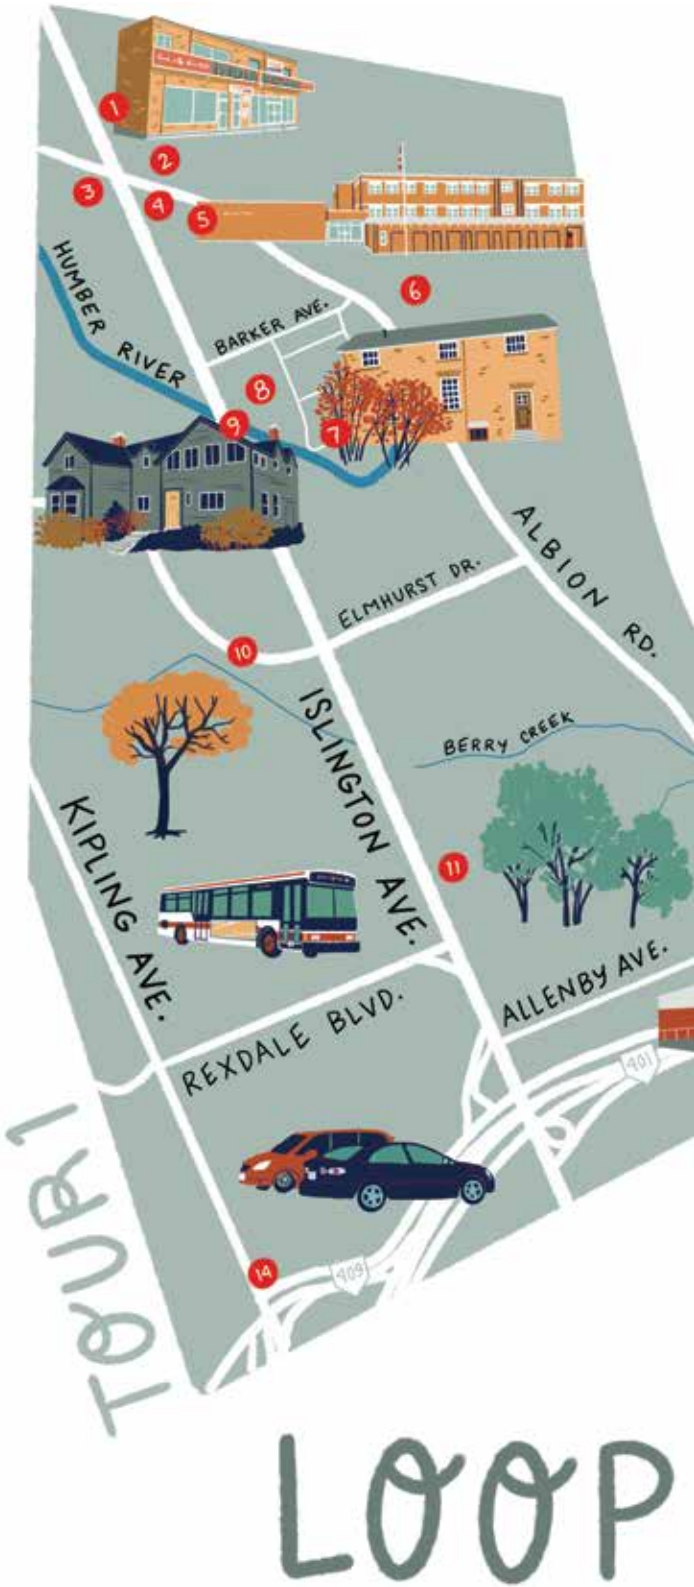 1
2
3
4
5
HUMBER RIVER
6
BARKER AVE.
8
9
7
ALBION RD.
ELMHURST DR.
10
ISLINGTON AVE.
BERRY CREEK
KIPLING AVE.
11
ALLENBY AVE.
REXDALE BLVD.
401
TOUR 1
14
409
LOOP